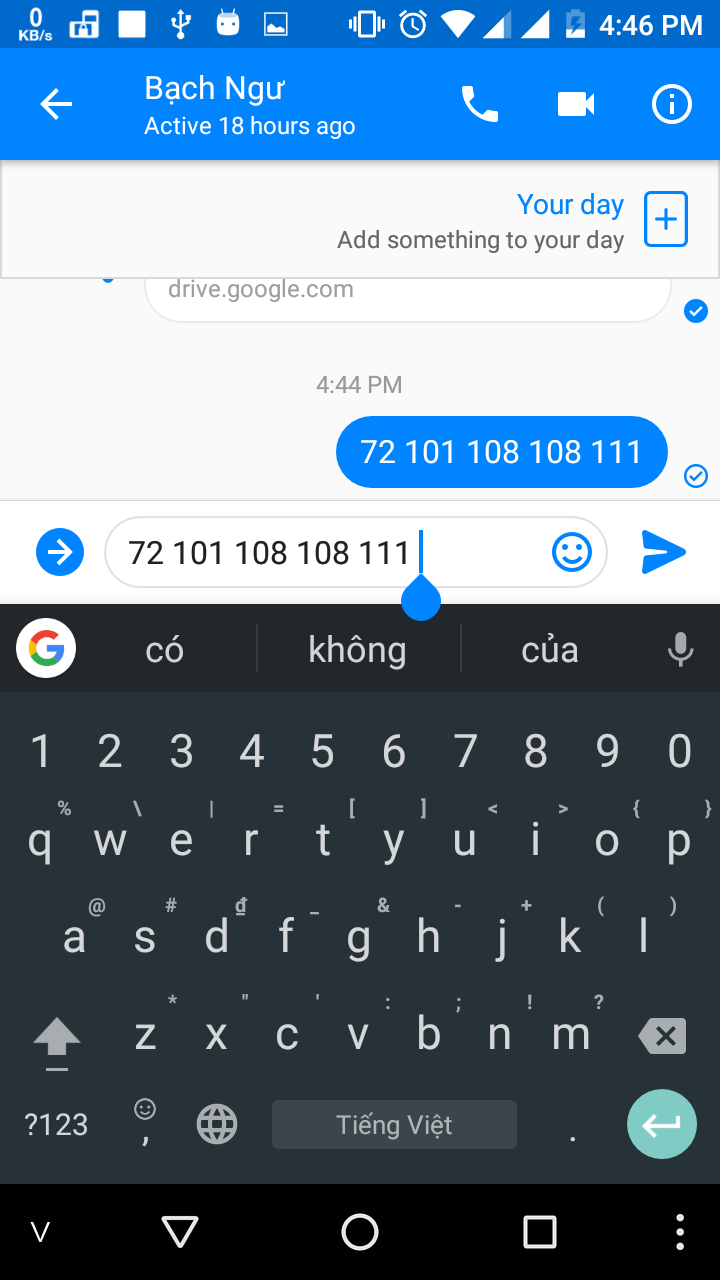 0
KB/s
4:46 PM
Bạch Ngư
Active 18 hours ago
Your day
Add something to your day
drive.google.com
4:44 PM
72 101 108 108 111
72 101 108 108 111
có không của
1 2 3 4 5 6 7 8 9 0
% \ | = [ ] < > { }
q w e r t y u i o p
@ # ₫ _ & - + ( )
a s d f g h j k l
* " ' : ; ! ?
z x c v b n m
?123 , Tiếng Việt .